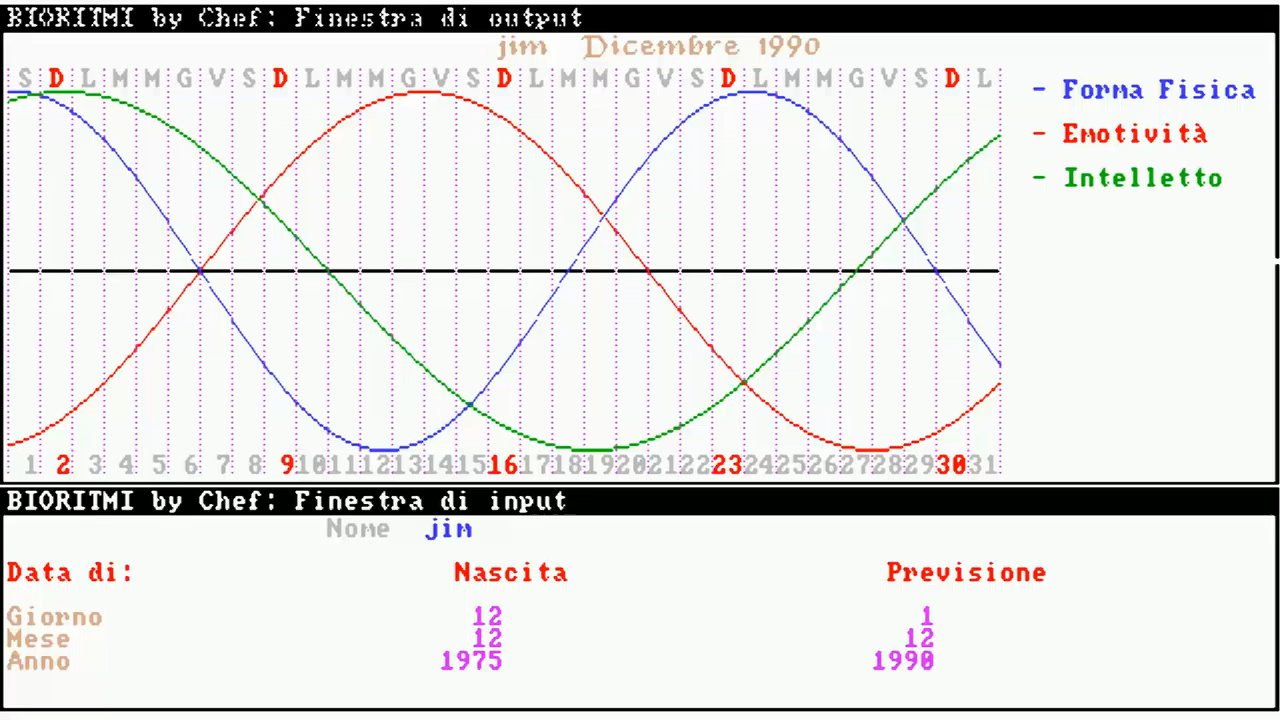 BIORITMI by Chef: Finestra di output
jim Dicembre 1990
S D L M M G V S D L M M G V S D L M M G V S D L M M G V S D L
- Forma Fisica
- Emotività
- Intelletto
1 2 3 4 5 6 7 8 9 10 11 12 13 14 15 16 17 18 19 20 21 22 23 24 25 26 27 28 29 30 31
BIORITMI by Chef: Finestra di input
Nome jim
Data di: Nascita Previsione
Giorno 12 1
Mese 12 12
Anno 1975 1990